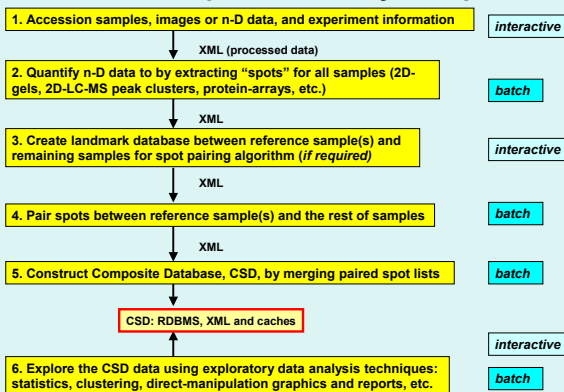 1. Accession samples, images or n-D data, and experiment information
interactive
XML (processed data)
2. Quantify n-D data to by extracting “spots” for all samples (2D-
gels, 2D-LC-MS peak clusters, protein-arrays, etc.)
batch
XML
3. Create landmark database between reference sample(s) and
remaining samples for spot pairing algorithm (if required)
interactive
XML
4. Pair spots between reference sample(s) and the rest of samples
batch
XML
5. Construct Composite Database, CSD, by merging paired spot lists
batch
CSD: RDBMS, XML and caches
interactive
6. Explore the CSD data using exploratory data analysis techniques:
statistics, clustering, direct-manipulation graphics and reports, etc.
batch